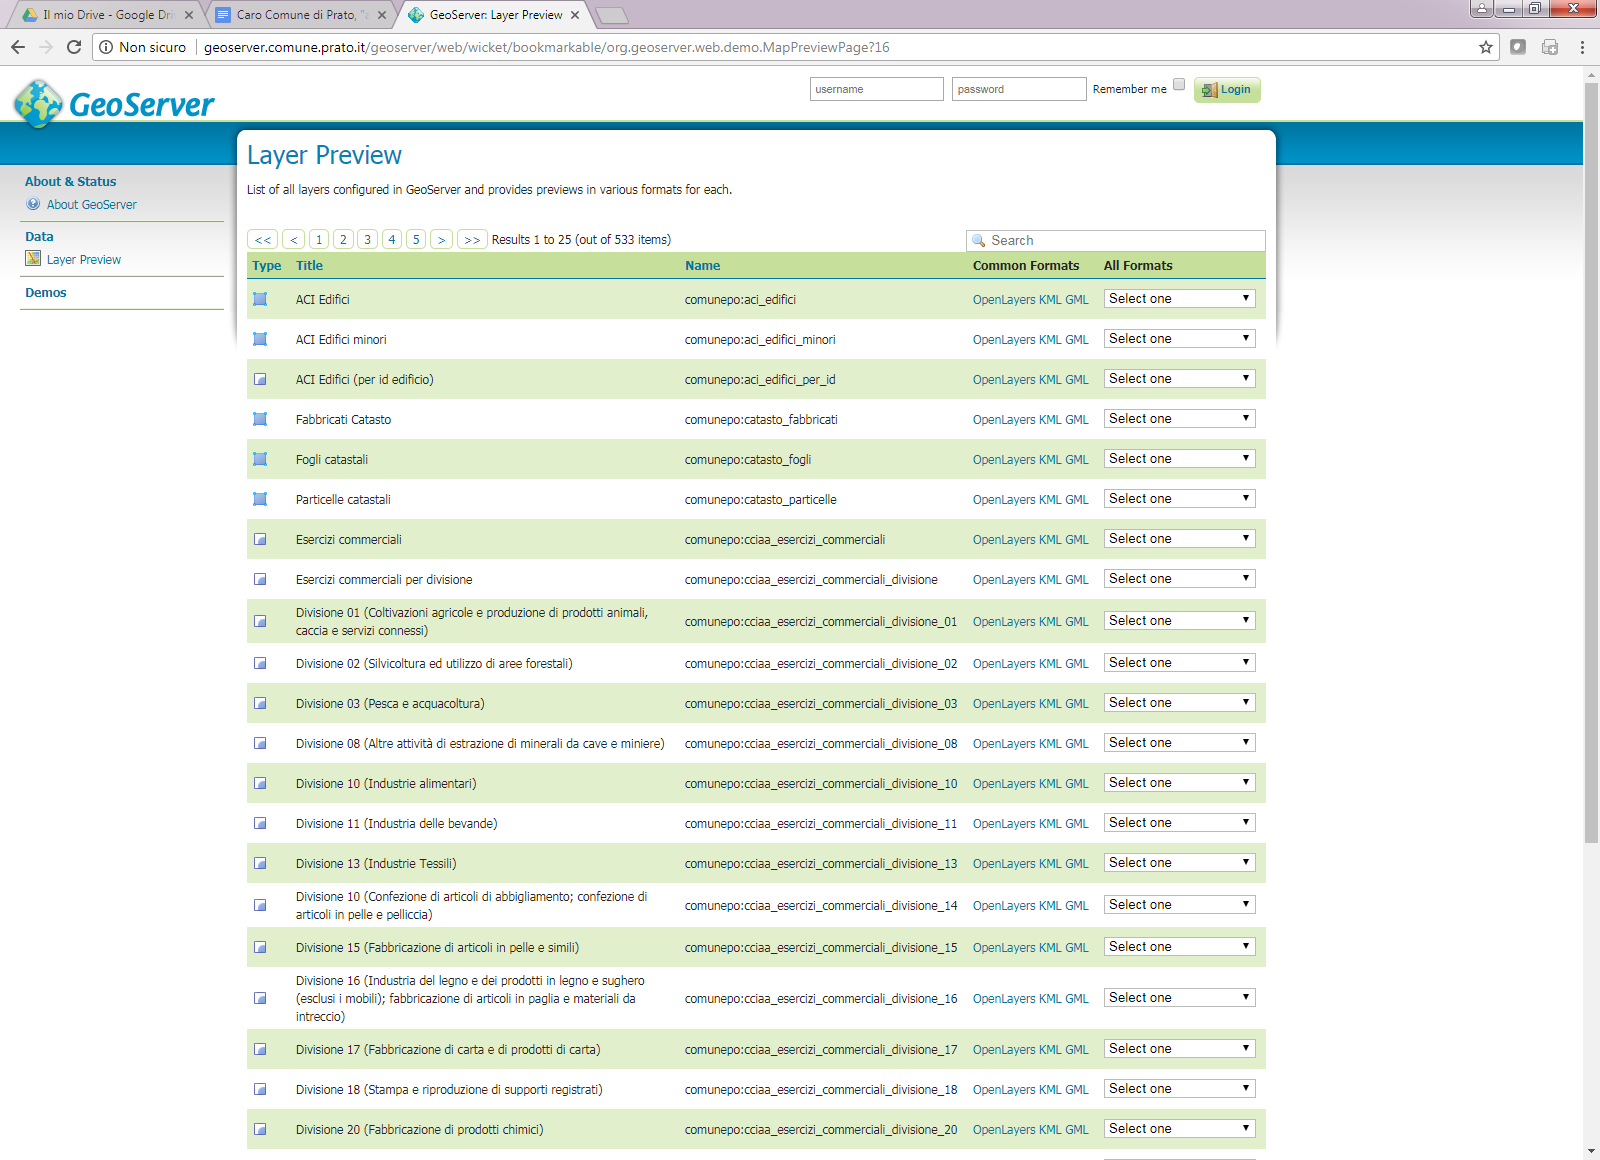 Il mio Drive - Google Dri
Caro Comune di Prato, "a
GeoServer: Layer Preview
Non sicuro
geoserver.comune.prato.it/geoserver/web/wicket/bookmarkable/org.geoserver.web.demo.MapPreviewPage?16
GeoServer
username
password
Remember me
Login
About & Status
About GeoServer
Data
Layer Preview
Demos
Layer Preview
List of all layers configured in GeoServer and provides previews in various formats for each.
<< < 1 2 3 4 5 > >> Results 1 to 25 (out of 533 items)
Search
Type Title Name Common Formats All Formats
ACI Edifici comunepo:aci_edifici OpenLayers KML GML Select one
ACI Edifici minori comunepo:aci_edifici_minori OpenLayers KML GML Select one
ACI Edifici (per id edificio) comunepo:aci_edifici_per_id OpenLayers KML GML Select one
Fabbricati Catasto comunepo:catasto_fabbricati OpenLayers KML GML Select one
Fogli catastali comunepo:catasto_fogli OpenLayers KML GML Select one
Particelle catastali comunepo:catasto_particelle OpenLayers KML GML Select one
Esercizi commerciali comunepo:cciaa_esercizi_commerciali OpenLayers KML GML Select one
Esercizi commerciali per divisione comunepo:cciaa_esercizi_commerciali_divisione OpenLayers KML GML Select one
Divisione 01 (Coltivazioni agricole e produzione di prodotti animali,
caccia e servizi connessi) comunepo:cciaa_esercizi_commerciali_divisione_01 OpenLayers KML GML Select one
Divisione 02 (Silvicoltura ed utilizzo di aree forestali) comunepo:cciaa_esercizi_commerciali_divisione_02 OpenLayers KML GML Select one
Divisione 03 (Pesca e acquacoltura) comunepo:cciaa_esercizi_commerciali_divisione_03 OpenLayers KML GML Select one
Divisione 08 (Altre attività di estrazione di minerali da cave e miniere) comunepo:cciaa_esercizi_commerciali_divisione_08 OpenLayers KML GML Select one
Divisione 10 (Industrie alimentari) comunepo:cciaa_esercizi_commerciali_divisione_10 OpenLayers KML GML Select one
Divisione 11 (Industria delle bevande) comunepo:cciaa_esercizi_commerciali_divisione_11 OpenLayers KML GML Select one
Divisione 13 (Industrie Tessili) comunepo:cciaa_esercizi_commerciali_divisione_13 OpenLayers KML GML Select one
Divisione 10 (Confezione di articoli di abbigliamento; confezione di
articoli in pelle e pelliccia) comunepo:cciaa_esercizi_commerciali_divisione_14 OpenLayers KML GML Select one
Divisione 15 (Fabbricazione di articoli in pelle e simili) comunepo:cciaa_esercizi_commerciali_divisione_15 OpenLayers KML GML Select one
Divisione 16 (Industria del legno e dei prodotti in legno e sughero
(esclusi i mobili); fabbricazione di articoli in paglia e materiali da comunepo:cciaa_esercizi_commerciali_divisione_16 OpenLayers KML GML Select one
intreccio)
Divisione 17 (Fabbricazione di carta e di prodotti di carta) comunepo:cciaa_esercizi_commerciali_divisione_17 OpenLayers KML GML Select one
Divisione 18 (Stampa e riproduzione di supporti registrati) comunepo:cciaa_esercizi_commerciali_divisione_18 OpenLayers KML GML Select one
Divisione 20 (Fabbricazione di prodotti chimici) comunepo:cciaa_esercizi_commerciali_divisione_20 OpenLayers KML GML Select one